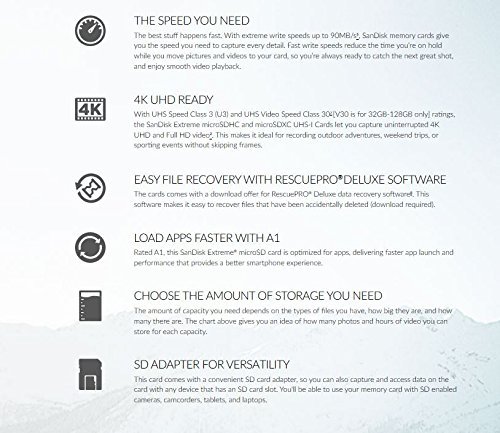 THE SPEED YOU NEED
The best stuff happens fast. With extreme write speeds up to 90MB/s², SanDisk memory cards give
you the speed you need to capture every detail. Fast write speeds reduce the time you're on hold
while you move pictures and videos to your card, so you're always ready to catch the next great shot,
and enjoy smooth video playback.
4K
4K UHD READY
With UHS Speed Class 3 (U3) and UHS Video Speed Class 30 [V30 is for 32GB-128GB only] ratings,
the SanDisk Extreme microSDHC and microSDXC UHS-I Cards let you capture uninterrupted 4K
UHD and Full HD video. This makes it ideal for recording outdoor adventures, weekend trips, or
sporting events without skipping frames.
EASY FILE RECOVERY WITH RESCUEPRO® DELUXE SOFTWARE
The cards comes with a download offer for RescuePRO® Deluxe data recovery software. This
software makes it easy to recover files that have been accidentally deleted (download required).
LOAD APPS FASTER WITH A1
Rated A1, this SanDisk Extreme® microSD card is optimized for apps, delivering faster app launch and
performance that provides a better smartphone experience.
CHOOSE THE AMOUNT OF STORAGE YOU NEED
The amount of capacity you need depends on the types of files you have, how big they are, and how
many there are. The chart above gives you an idea of how many photos and hours of video you can
store for each capacity.
SD ADAPTER FOR VERSATILITY
This card comes with a convenient SD card adapter, so you can also capture and access data on the
card with any device that has an SD card slot. You'll be able to use your memory card with SD enabled
cameras, camcorders, tablets, and laptops.